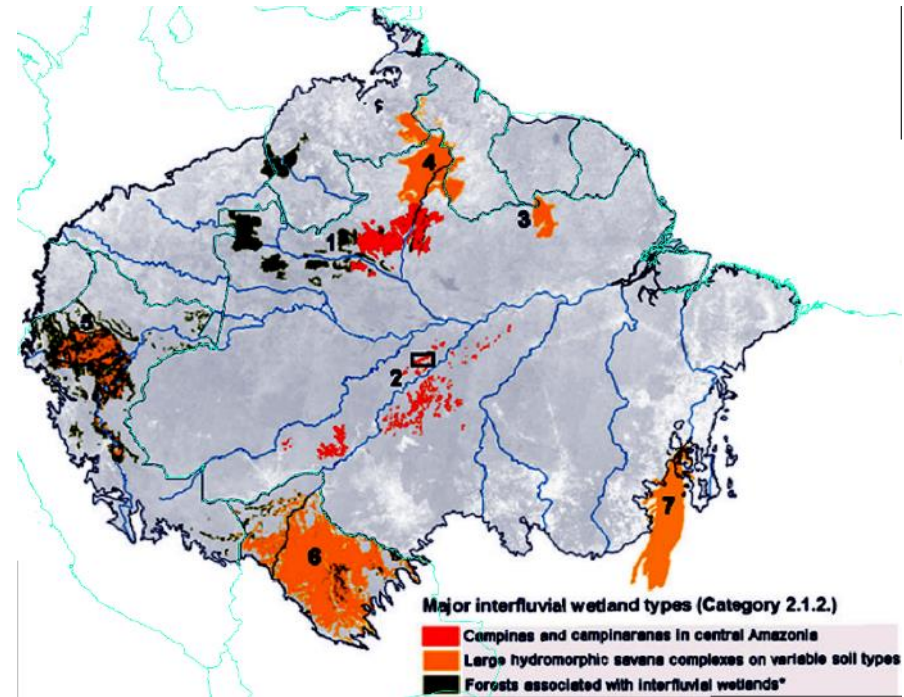 4
3
1
5
2
6
7
Major interfluvial wetland types (Category 2.1.2.)
Campinas and campinaranas in central Amazonia
Large hydromorphic savana complexes on variable soil types
Forests associated with interfluvial wetlands*